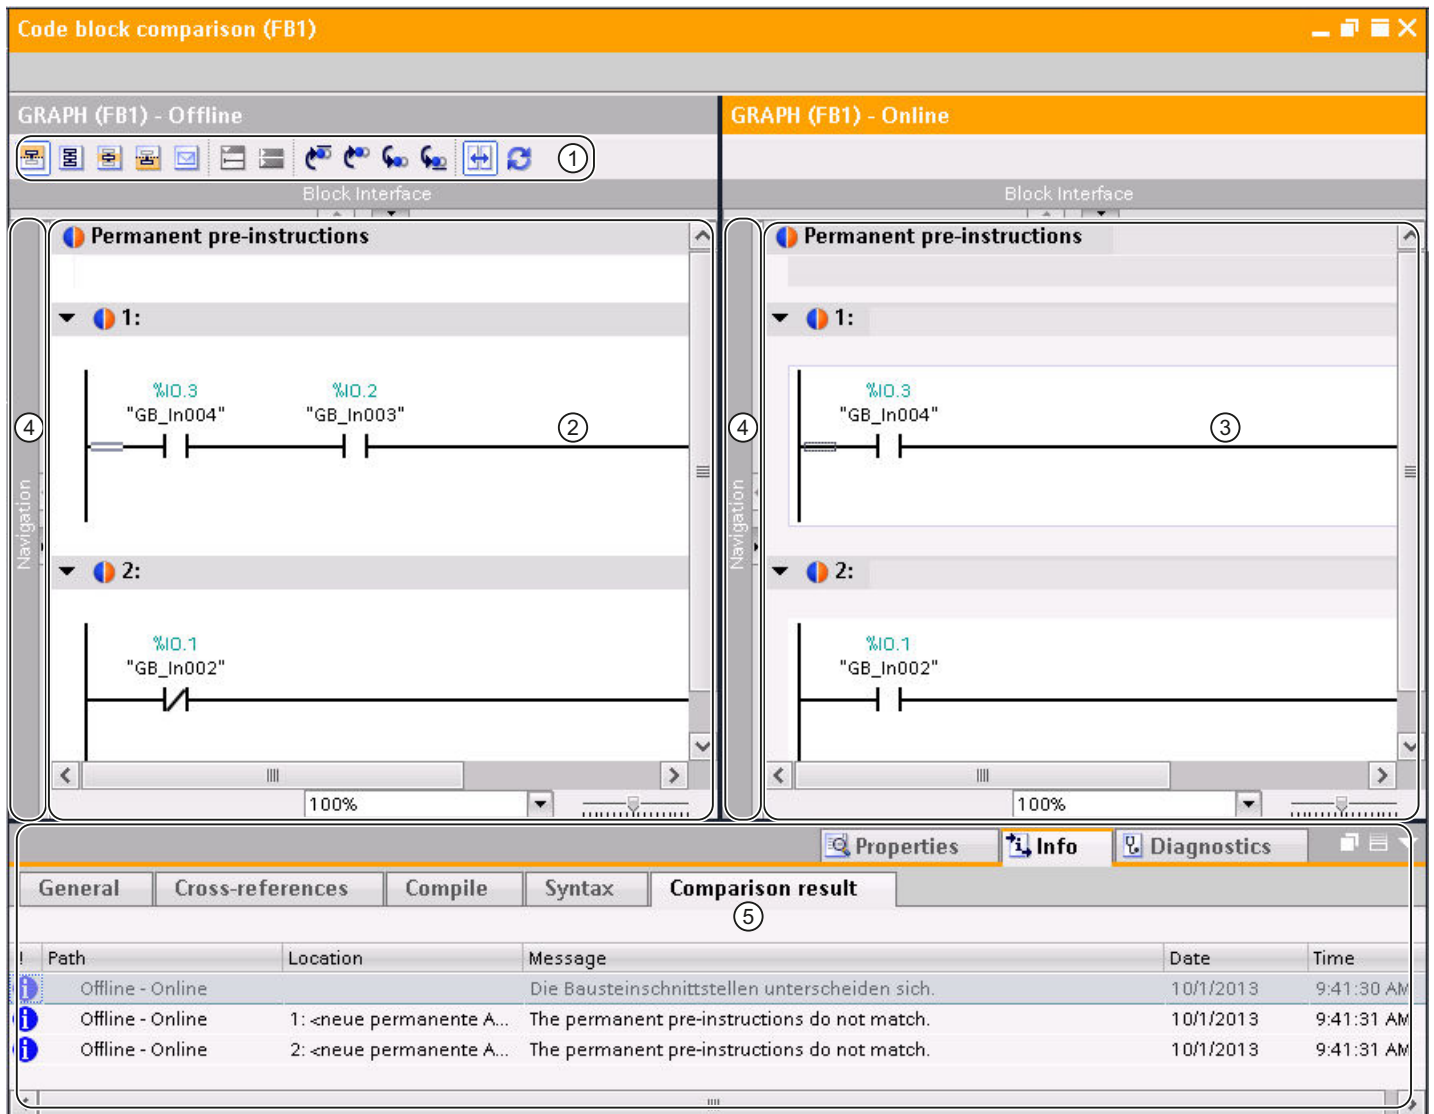 Code block comparison (FB1)
GRAPH (FB1) - Offline
GRAPH (FB1) - Online
1
Block Interface
Block Interface
Permanent pre-instructions
Permanent pre-instructions
1:
1:
%I0.3
%I0.2
%I0.3
"GB_In004"
"GB_In003"
"GB_In004"
4
2
4
3
Navigation
Navigation
2:
2:
%I0.1
%I0.1
"GB_In002"
"GB_In002"
100%
100%
Properties
Info
Diagnostics
General
Cross-references
Compile
Syntax
Comparison result
5
! Path Location Message Date Time
Offline - Online Die Bausteinschnittstellen unterscheiden sich. 10/1/2013 9:41:30 AM
Offline - Online 1: <neue permanente A... The permanent pre-instructions do not match. 10/1/2013 9:41:31 AM
Offline - Online 2: <neue permanente A... The permanent pre-instructions do not match. 10/1/2013 9:41:31 AM